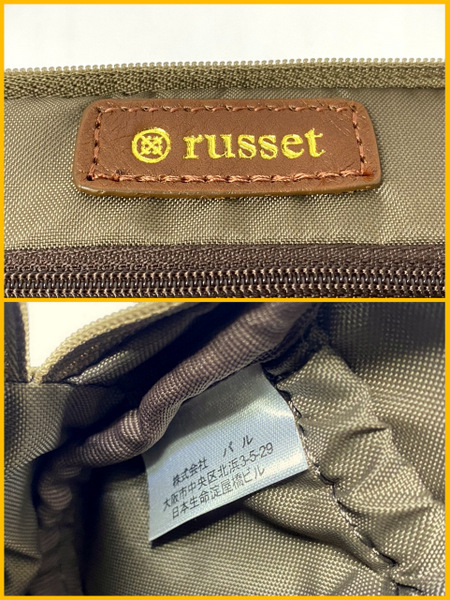 russet
株式会社 パル
大阪市中央区北浜3-5-29
日本生命淀屋橋ビル